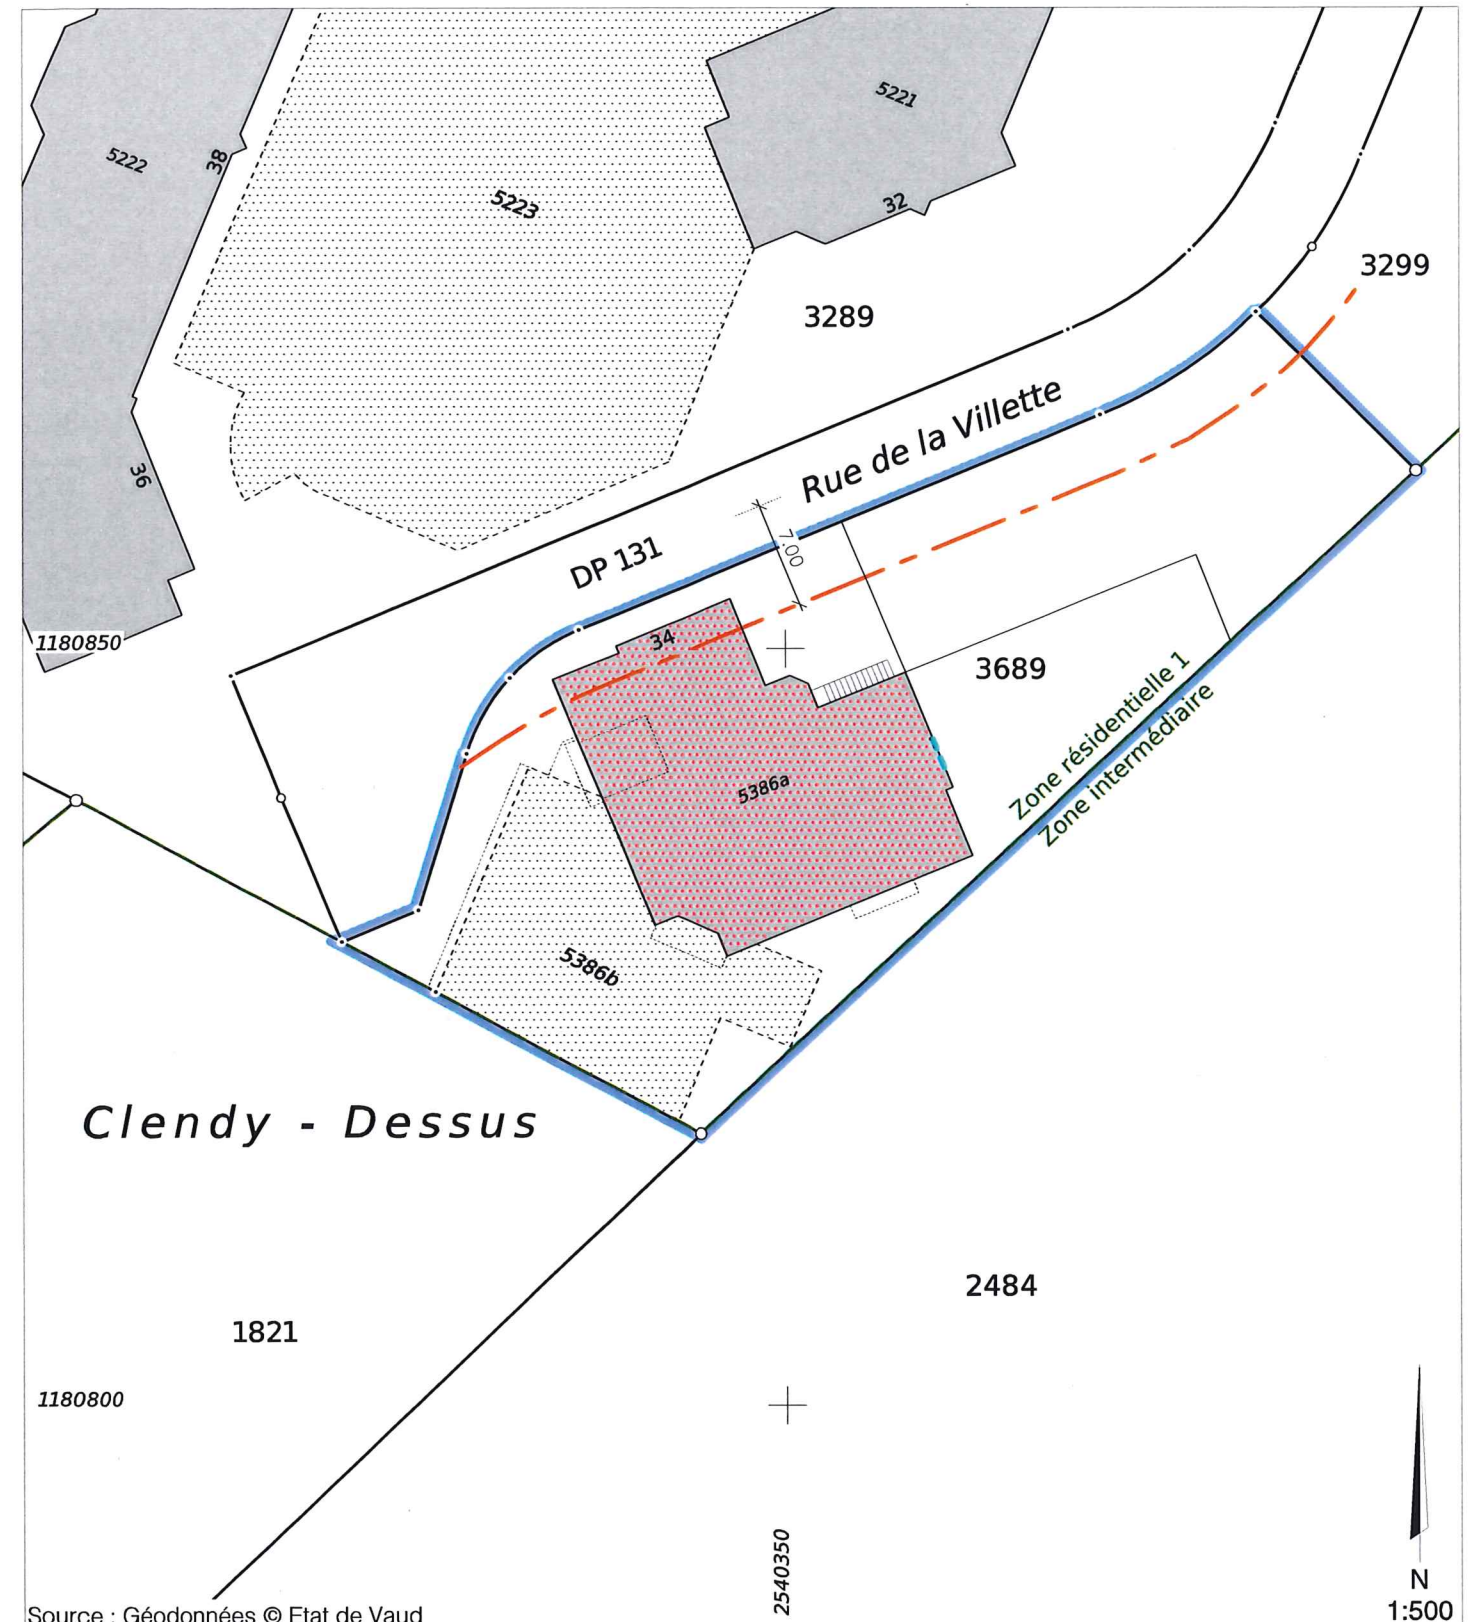 5221
5222
38
5223
32
3299
3289
Rue de la Villette
36
7.00
DP 131
34
1180850
3689
Zone résidentielle 1
Zone intermédiaire
5386a
5386b
Clendy - Dessus
2484
1821
1180800
2540350
N
1:500
Source : Géodonnées © Etat de Vaud